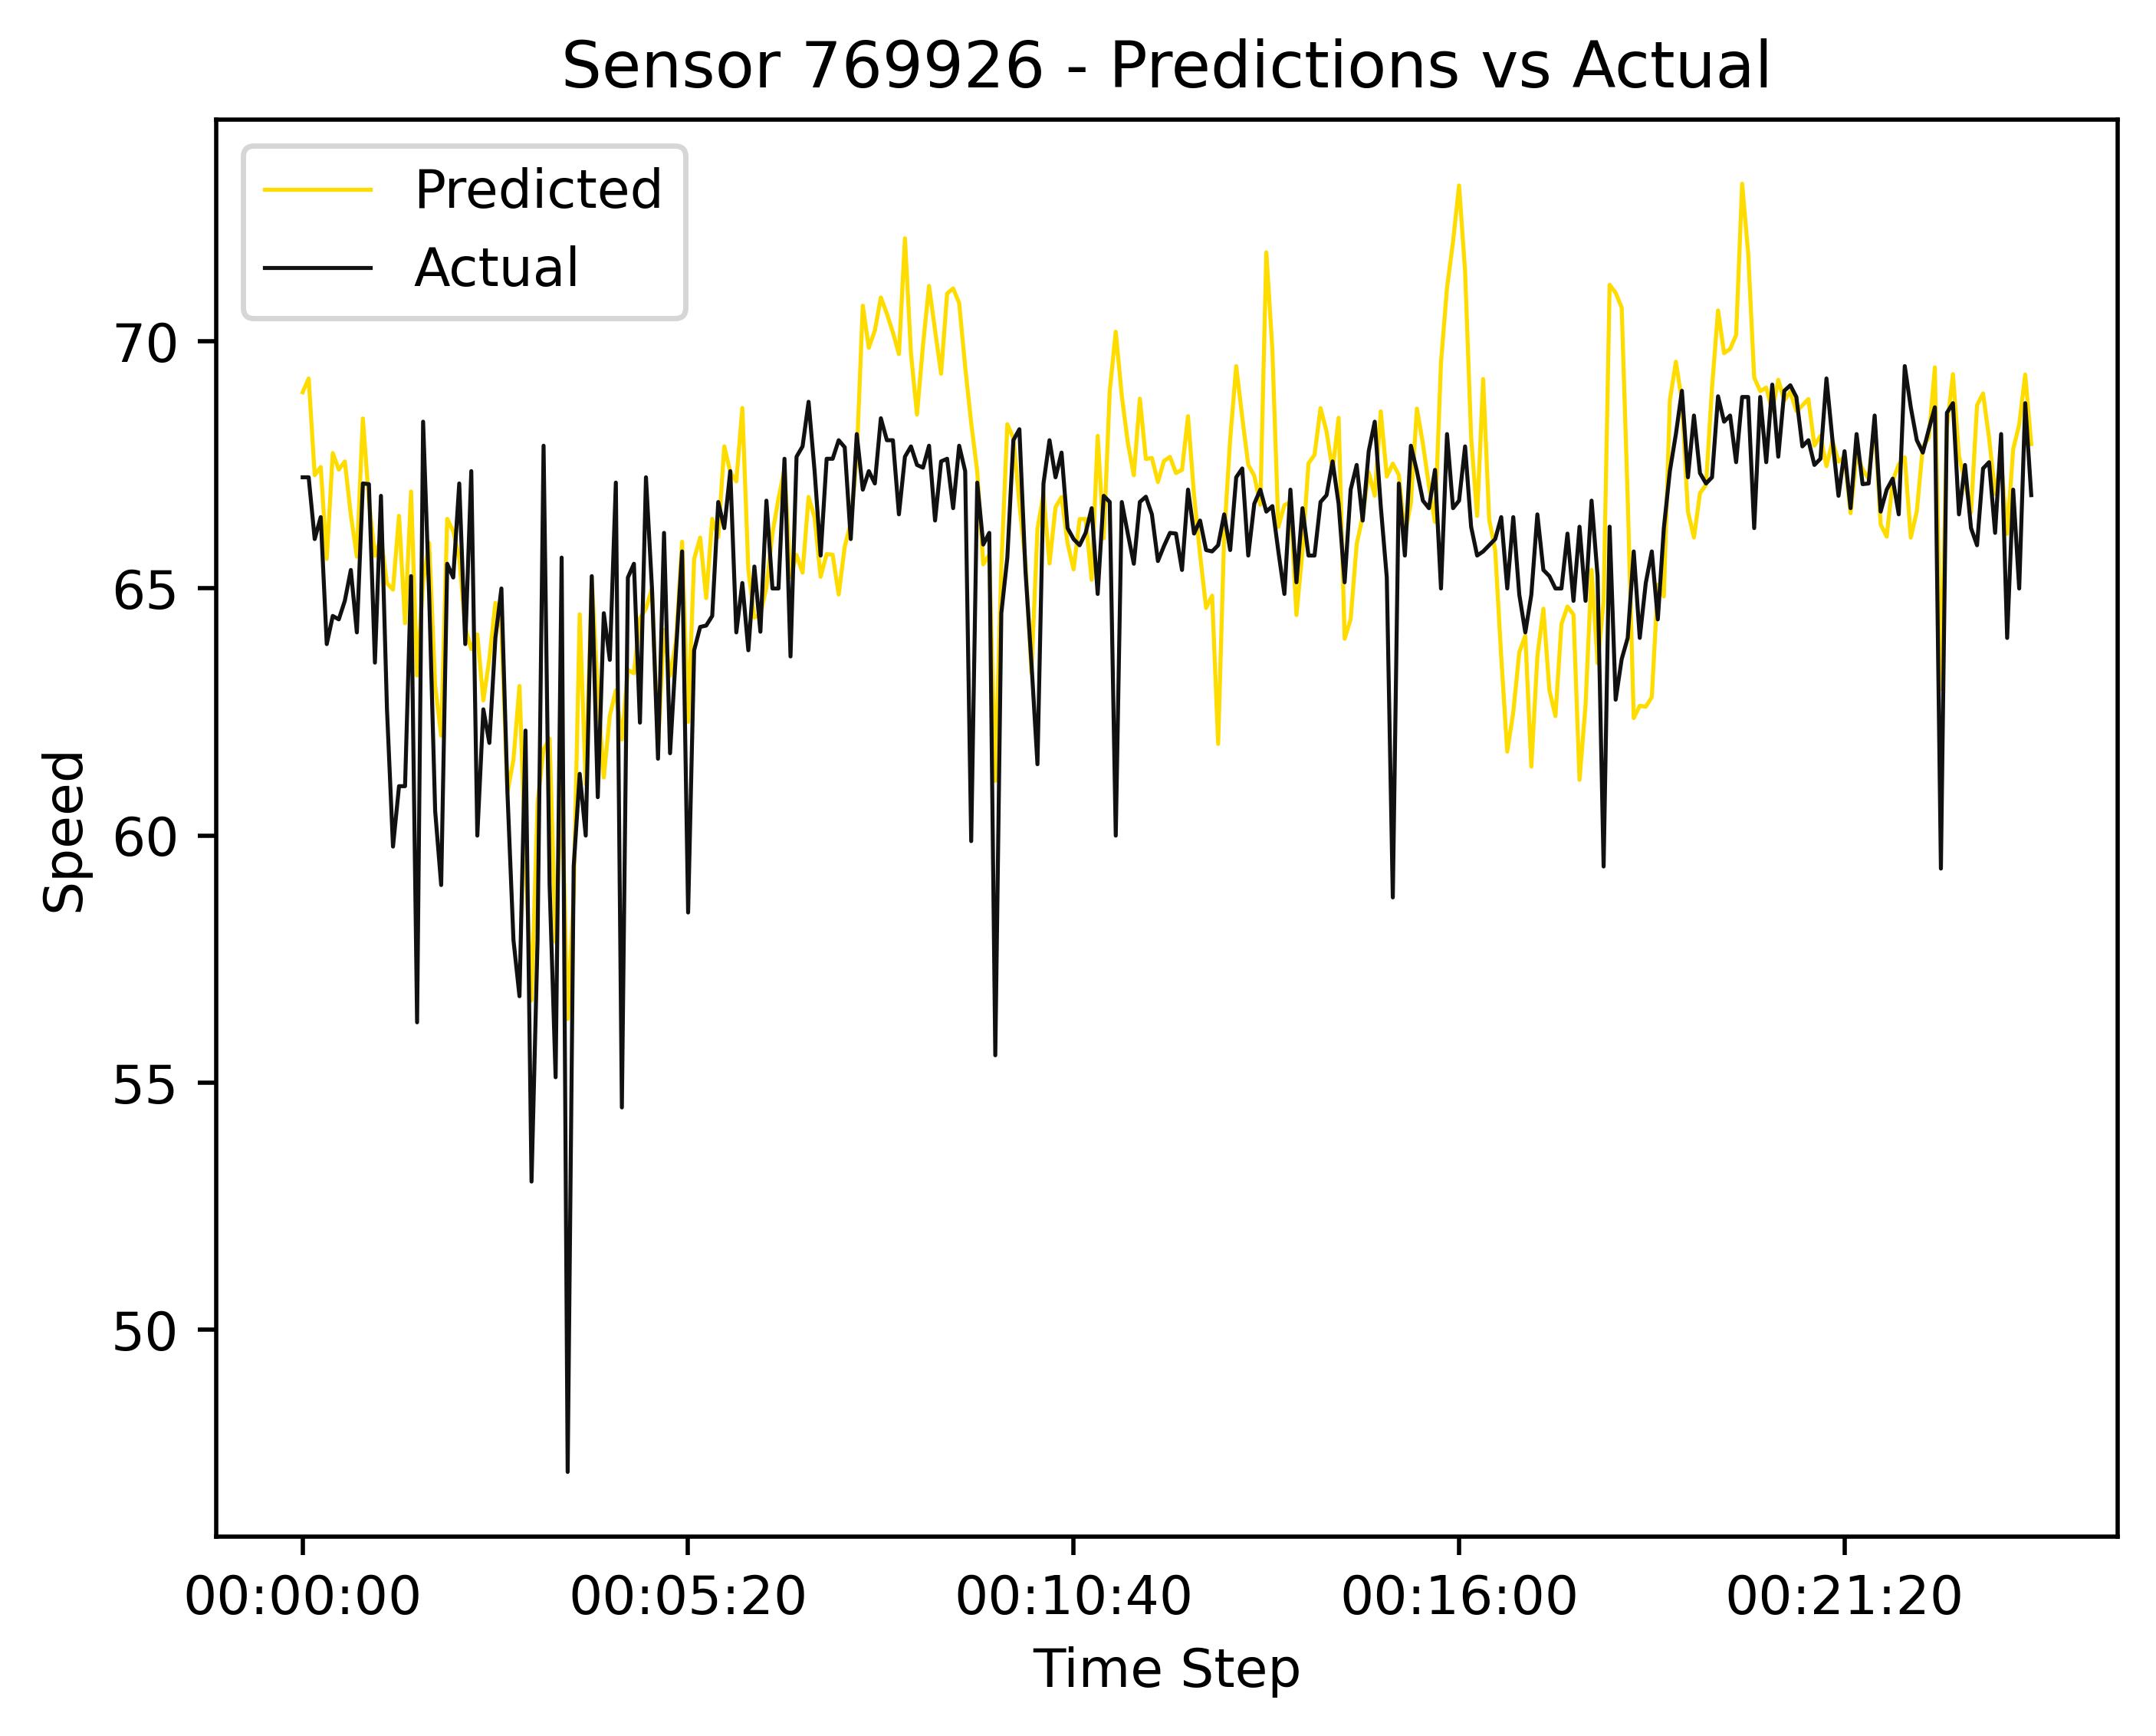 Sensor 769926 - Predictions vs Actual
Predicted
Actual
70
65
60
55
50
Speed
00:00:00 00:05:20 00:10:40 00:16:00 00:21:20
Time Step